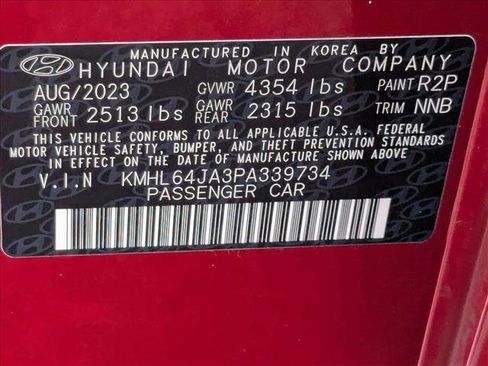 MANUFACTURED IN KOREA BY
HYUNDAI MOTOR COMPANY
AUG/2023 GVWR 4354 lbs PAINT R2P
GAWR FRONT 2513 lbs GAWR REAR 2315 lbs TRIM NNB
THIS VEHICLE CONFORMS TO ALL APPLICABLE U.S.A. FEDERAL
MOTOR VEHICLE SAFETY, BUMPER, AND THEFT PREVENTION STANDARDS
IN EFFECT ON THE DATE OF MANUFACTURE SHOWN ABOVE.
V.I.N KMHL64JA3PA339734
PASSENGER CAR